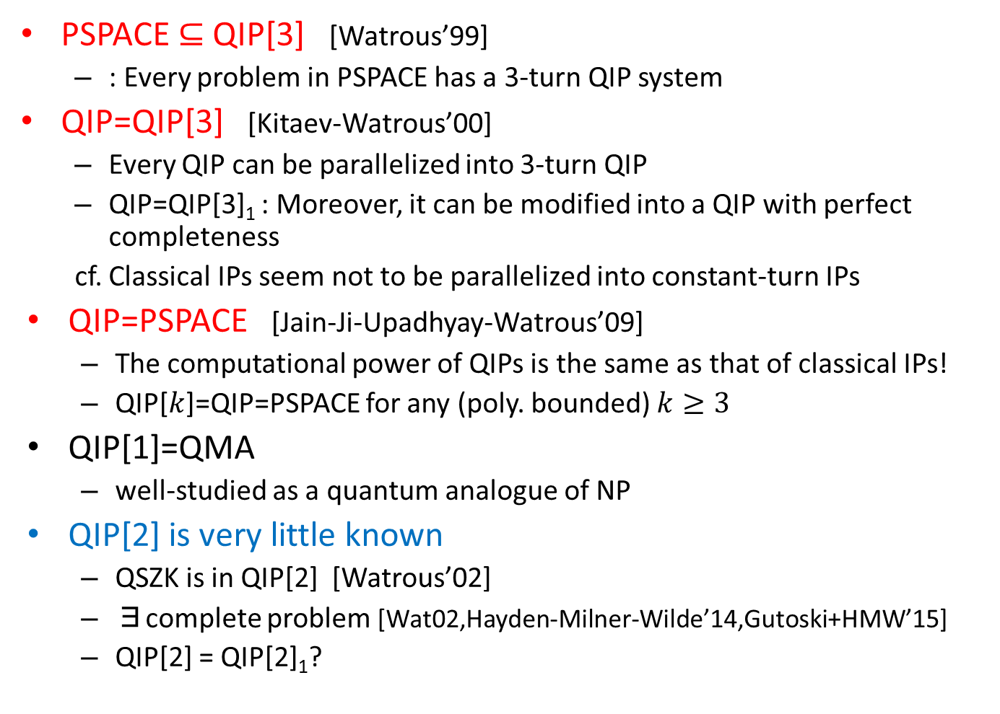 • PSPACE ⊆ QIP[3] [Watrous’99]
– : Every problem in PSPACE has a 3-turn QIP system
• QIP=QIP[3] [Kitaev-Watrous’00]
– Every QIP can be parallelized into 3-turn QIP
– QIP=QIP[3]₁ : Moreover, it can be modified into a QIP with perfect
completeness
cf. Classical IPs seem not to be parallelized into constant-turn IPs
• QIP=PSPACE [Jain-Ji-Upadhyay-Watrous’09]
– The computational power of QIPs is the same as that of classical IPs!
– QIP[𝑘]=QIP=PSPACE for any (poly. bounded) 𝑘 ≥ 3
• QIP[1]=QMA
– well-studied as a quantum analogue of NP
• QIP[2] is very little known
– QSZK is in QIP[2] [Watrous’02]
– ∃ complete problem [Wat02,Hayden-Milner-Wilde’14,Gutoski+HMW’15]
– QIP[2] = QIP[2]₁?